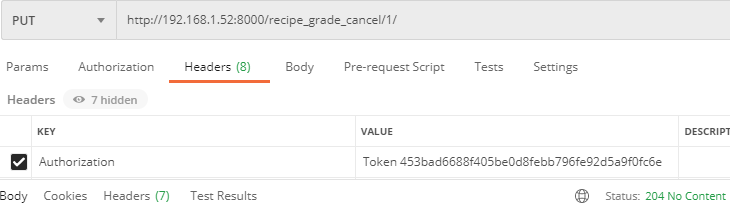 PUT http://192.168.1.52:8000/recipe_grade_cancel/1/
Params Authorization Headers (8) Body Pre-request Script Tests Settings
Headers 7 hidden
KEY VALUE DESCRIPT
Authorization Token 453bad6688f405be0d8febb796fe92d5a9f0fc6e
Body Cookies Headers (7) Test Results Status: 204 No Content